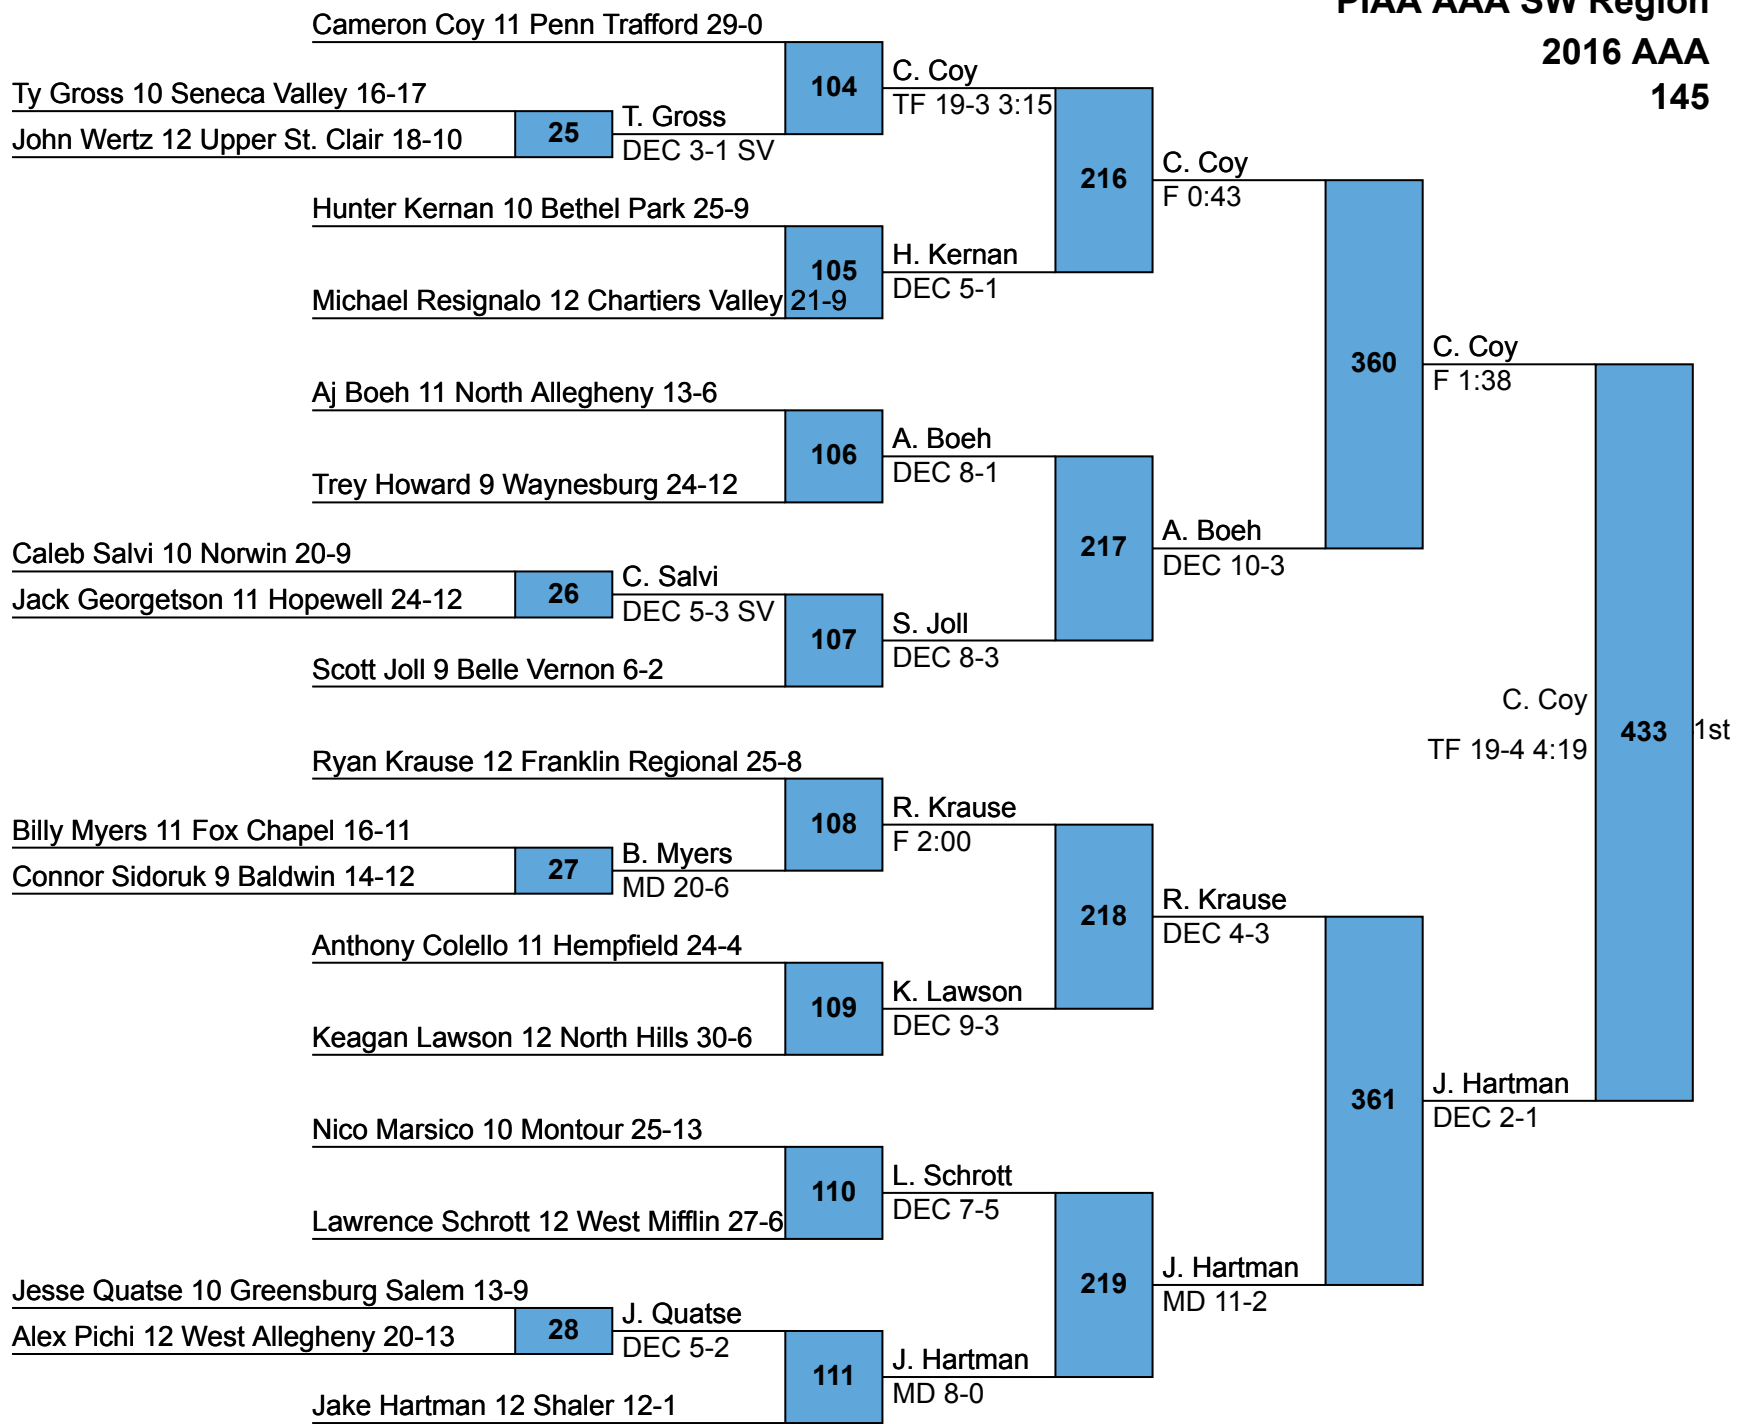 PIAA AAA SW Region
2016 AAA
145
Cameron Coy 11 Penn Trafford 29-0
104
C. Coy
TF 19-3 3:15
Ty Gross 10 Seneca Valley 16-17
25
T. Gross
DEC 3-1 SV
John Wertz 12 Upper St. Clair 18-10
216
C. Coy
F 0:43
Hunter Kernan 10 Bethel Park 25-9
105
H. Kernan
DEC 5-1
Michael Resignalo 12 Chartiers Valley 21-9
360
C. Coy
F 1:38
Aj Boeh 11 North Allegheny 13-6
106
A. Boeh
DEC 8-1
Trey Howard 9 Waynesburg 24-12
217
A. Boeh
DEC 10-3
Caleb Salvi 10 Norwin 20-9
26
C. Salvi
DEC 5-3 SV
Jack Georgetson 11 Hopewell 24-12
107
S. Joll
DEC 8-3
Scott Joll 9 Belle Vernon 6-2
C. Coy
TF 19-4 4:19
433
1st
Ryan Krause 12 Franklin Regional 25-8
108
R. Krause
F 2:00
Billy Myers 11 Fox Chapel 16-11
27
B. Myers
MD 20-6
Connor Sidoruk 9 Baldwin 14-12
218
R. Krause
DEC 4-3
Anthony Colello 11 Hempfield 24-4
109
K. Lawson
DEC 9-3
Keagan Lawson 12 North Hills 30-6
361
J. Hartman
DEC 2-1
Nico Marsico 10 Montour 25-13
110
L. Schrott
DEC 7-5
Lawrence Schrott 12 West Mifflin 27-6
219
J. Hartman
MD 11-2
Jesse Quatse 10 Greensburg Salem 13-9
28
J. Quatse
DEC 5-2
Alex Pichi 12 West Allegheny 20-13
111
J. Hartman
MD 8-0
Jake Hartman 12 Shaler 12-1